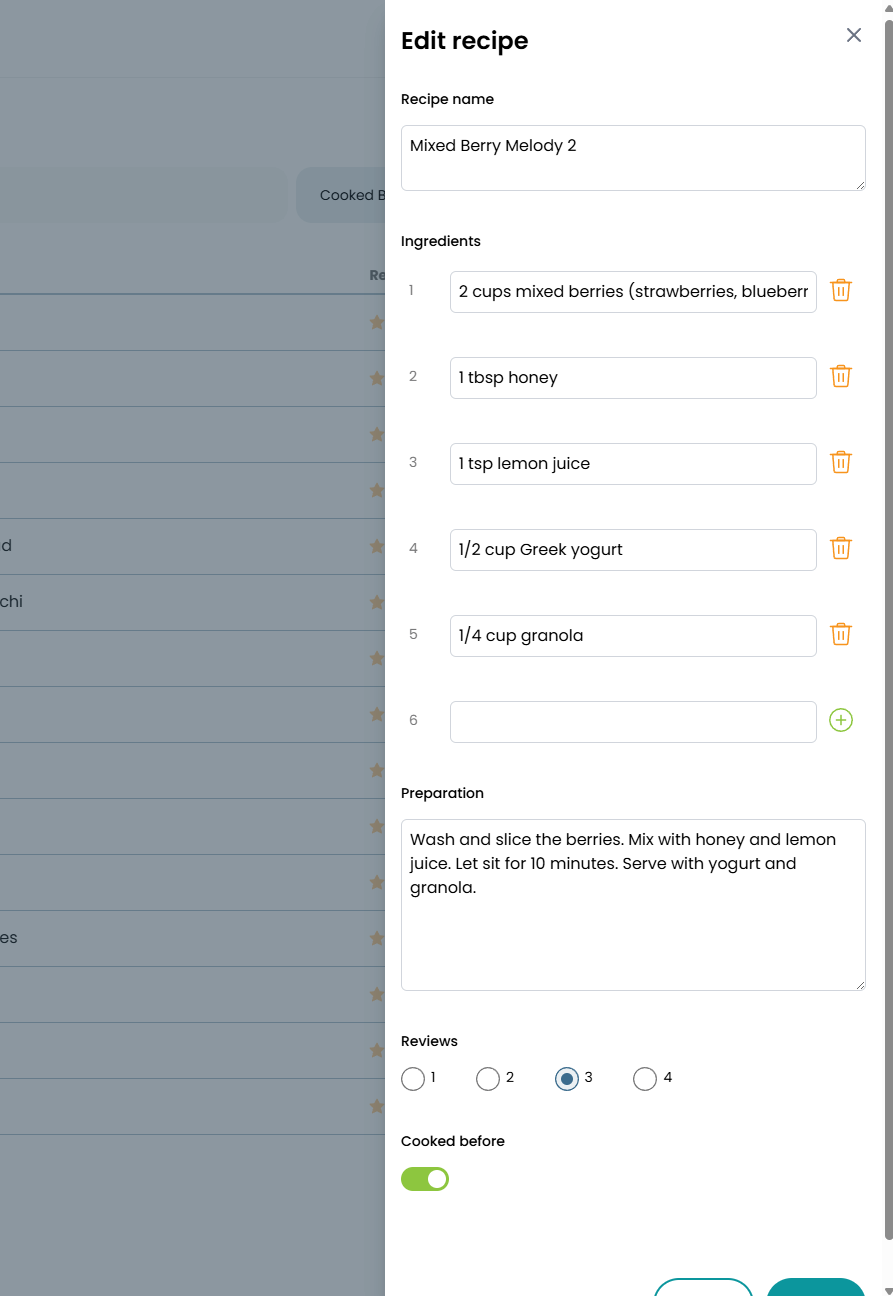 Edit recipe
Recipe name
Mixed Berry Melody 2
Cooked B
Ingredients
Re
1
2 cups mixed berries (strawberries, blueberr
2
1 tbsp honey
3
1 tsp lemon juice
4
1/2 cup Greek yogurt
d
chi
5
1/4 cup granola
6
Preparation
Wash and slice the berries. Mix with honey and lemon
juice. Let sit for 10 minutes. Serve with yogurt and
granola.
es
Reviews
1 2 3 4
Cooked before